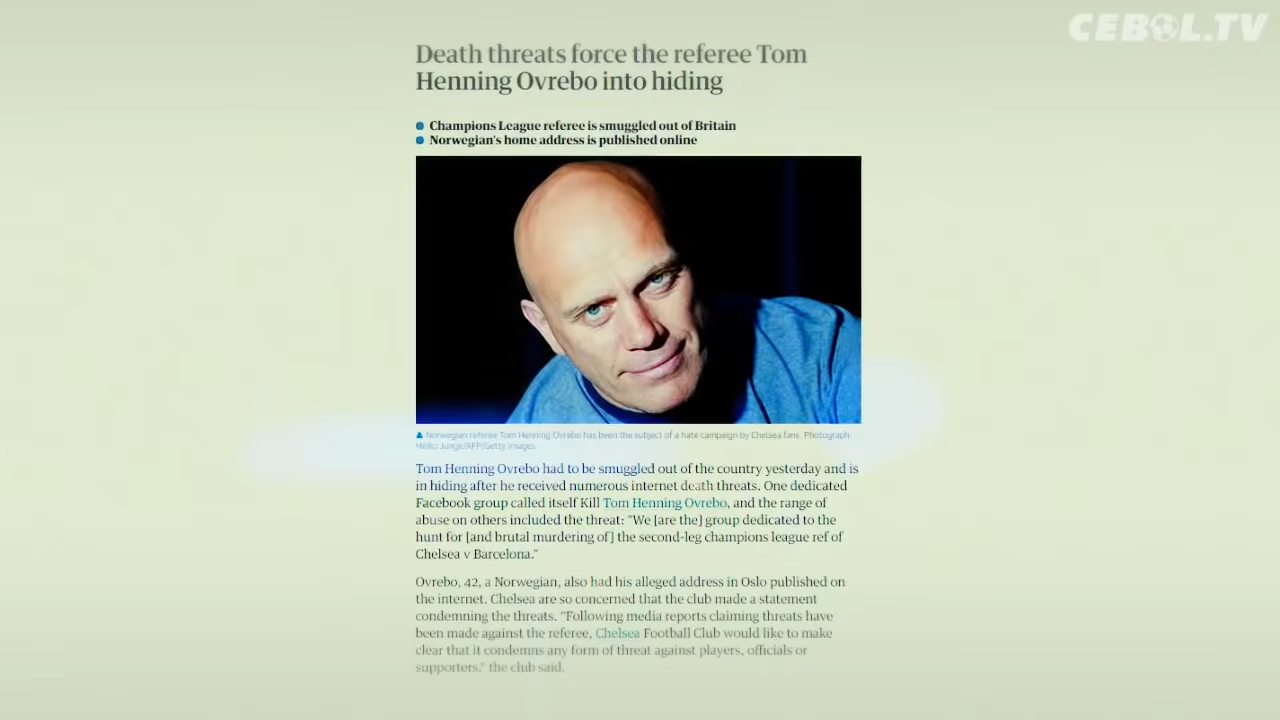 CEBOL.TV
Death threats force the referee Tom
Henning Ovrebo into hiding
Champions League referee is smuggled out of Britain
Norwegian's home address is published online
Norwegian referee Tom Henning Ovrebo has been the subject of a hate campaign by Chelsea fans. Photograph:
Heiko Junge/AFP/Getty Images
Tom Henning Ovrebo had to be smuggled out of the country yesterday and is
in hiding after he received numerous internet death threats. One dedicated
Facebook group called itself Kill Tom Henning Ovrebo, and the range of
abuse on others included the threat: "We [are the] group dedicated to the
hunt for [and brutal murdering of] the second-leg champions league ref of
Chelsea v Barcelona."
Ovrebo, 42, a Norwegian, also had his alleged address in Oslo published on
the internet. Chelsea are so concerned that the club made a statement
condemning the threats. "Following media reports claiming threats have
been made against the referee, Chelsea Football Club would like to make
clear that it condemns any form of threat against players, officials or
supporters," the club said.